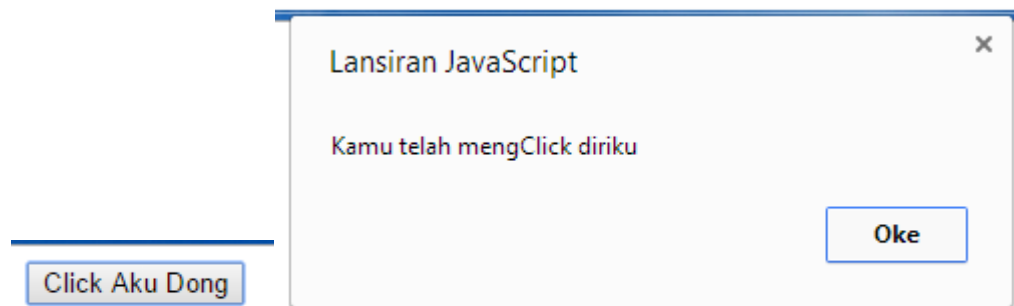 Lansiran JavaScript
Kamu telah mengClick diriku
Oke
Click Aku Dong